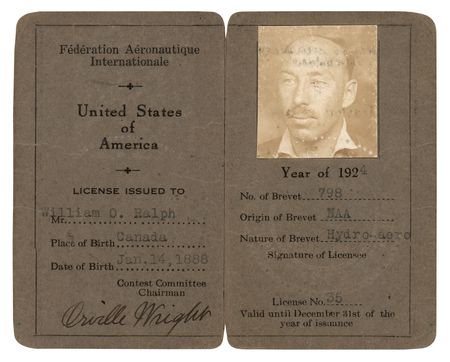 Fédération Aéronautique
Internationale
United States
of
America
LICENSE ISSUED TO
Mr. William O. Ralph
Place of Birth Canada
Date of Birth Jan.14,1888
Contest Committee
Chairman
Orville Wright
Year of 1924
No. of Brevet 798
Origin of Brevet NAA
Nature of Brevet Hydro-aero
Signature of Licensee
License No. 35
Valid until December 31st of the
year of issuance